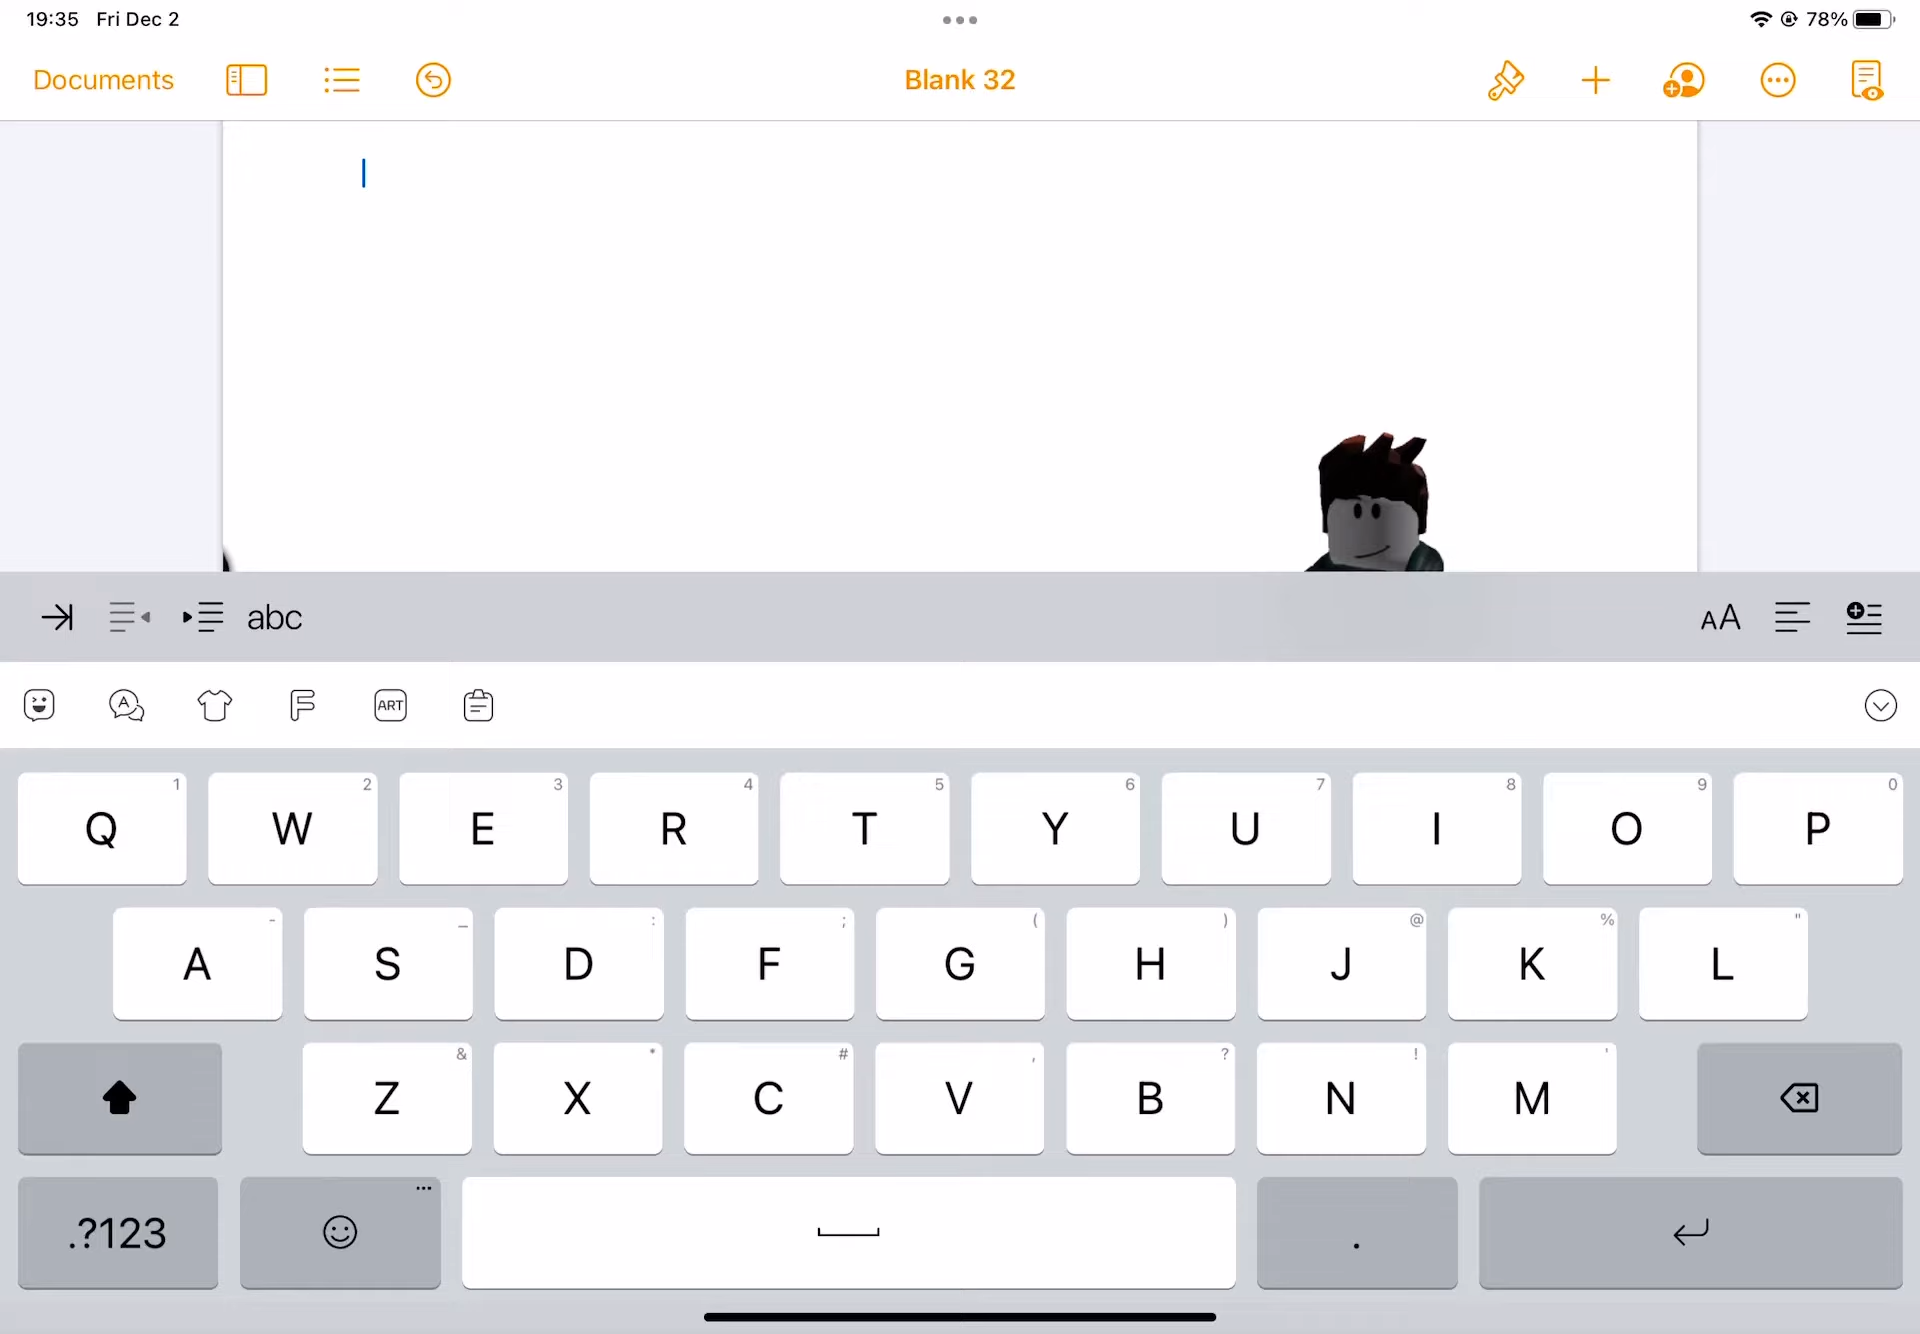 19:35 Fri Dec 2 78%
Documents Blank 32
abc AA
A F ART
Q 1 W 2 E 3 R 4 T 5 Y 6 U 7 I 8 O 9 P 0
A - S _ D : F ; G ( H ) J @ K % L "
Z & X * C # V , B ? N ! M '
.?123 .